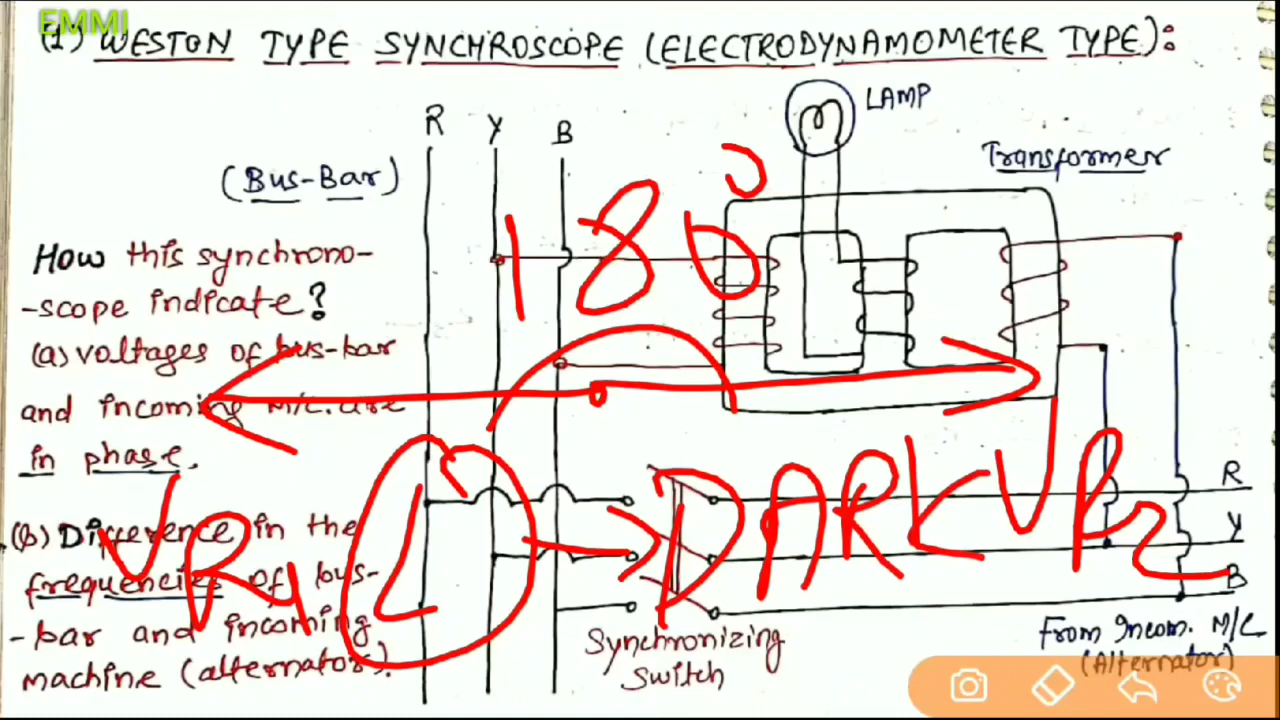 EMMI
(1) WESTON TYPE SYNCHROSCOPE (ELECTRODYNAMOMETER TYPE):
LAMP
R Y B
Transformer
(Bus-Bar)
180°
How this synchrono-
-scope indicate?
(a) voltages of bus-bar
and incoming M/C. are
in phase.
VR1
L
DARK
VR2
R
Y
B
(b) Difference in the
frequencies of bus-
-bar and incoming
machine (alternator).
Synchronizing
Switch
From Incom. M/C
(Alternator)